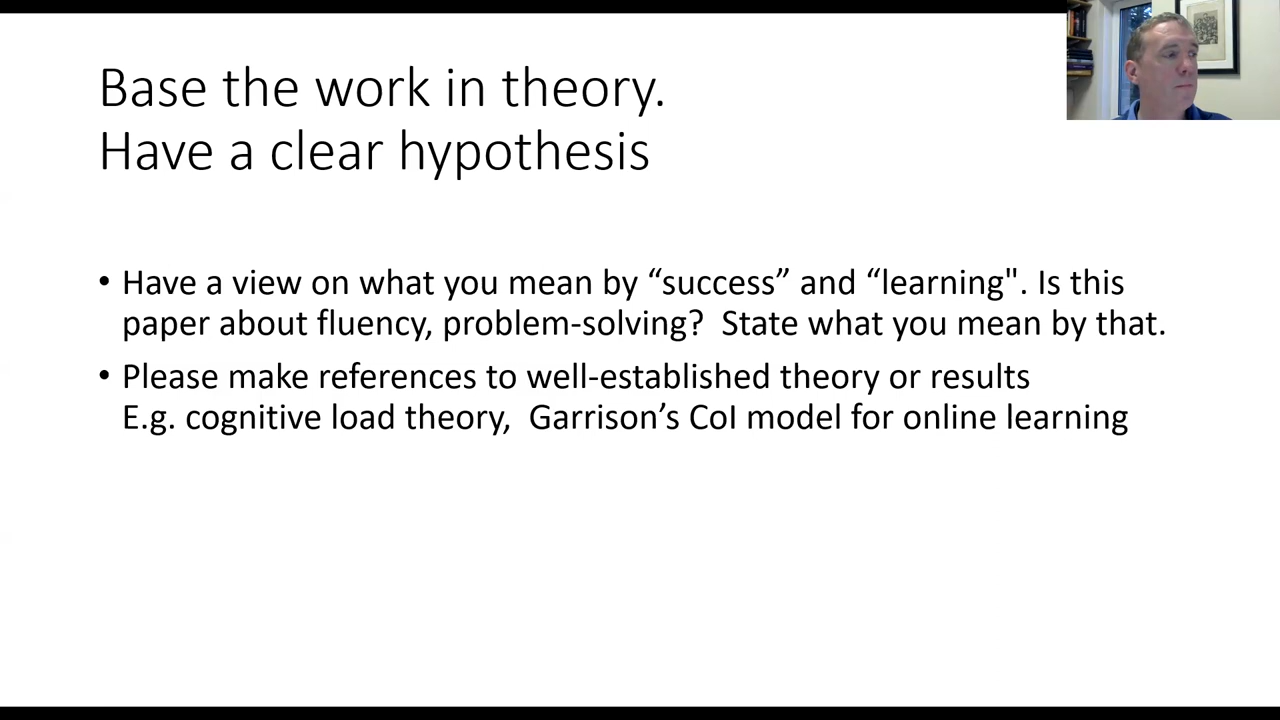 Base the work in theory.
Have a clear hypothesis
• Have a view on what you mean by “success” and “learning". Is this
paper about fluency, problem-solving?  State what you mean by that.
• Please make references to well-established theory or results
E.g. cognitive load theory,  Garrison’s CoI model for online learning